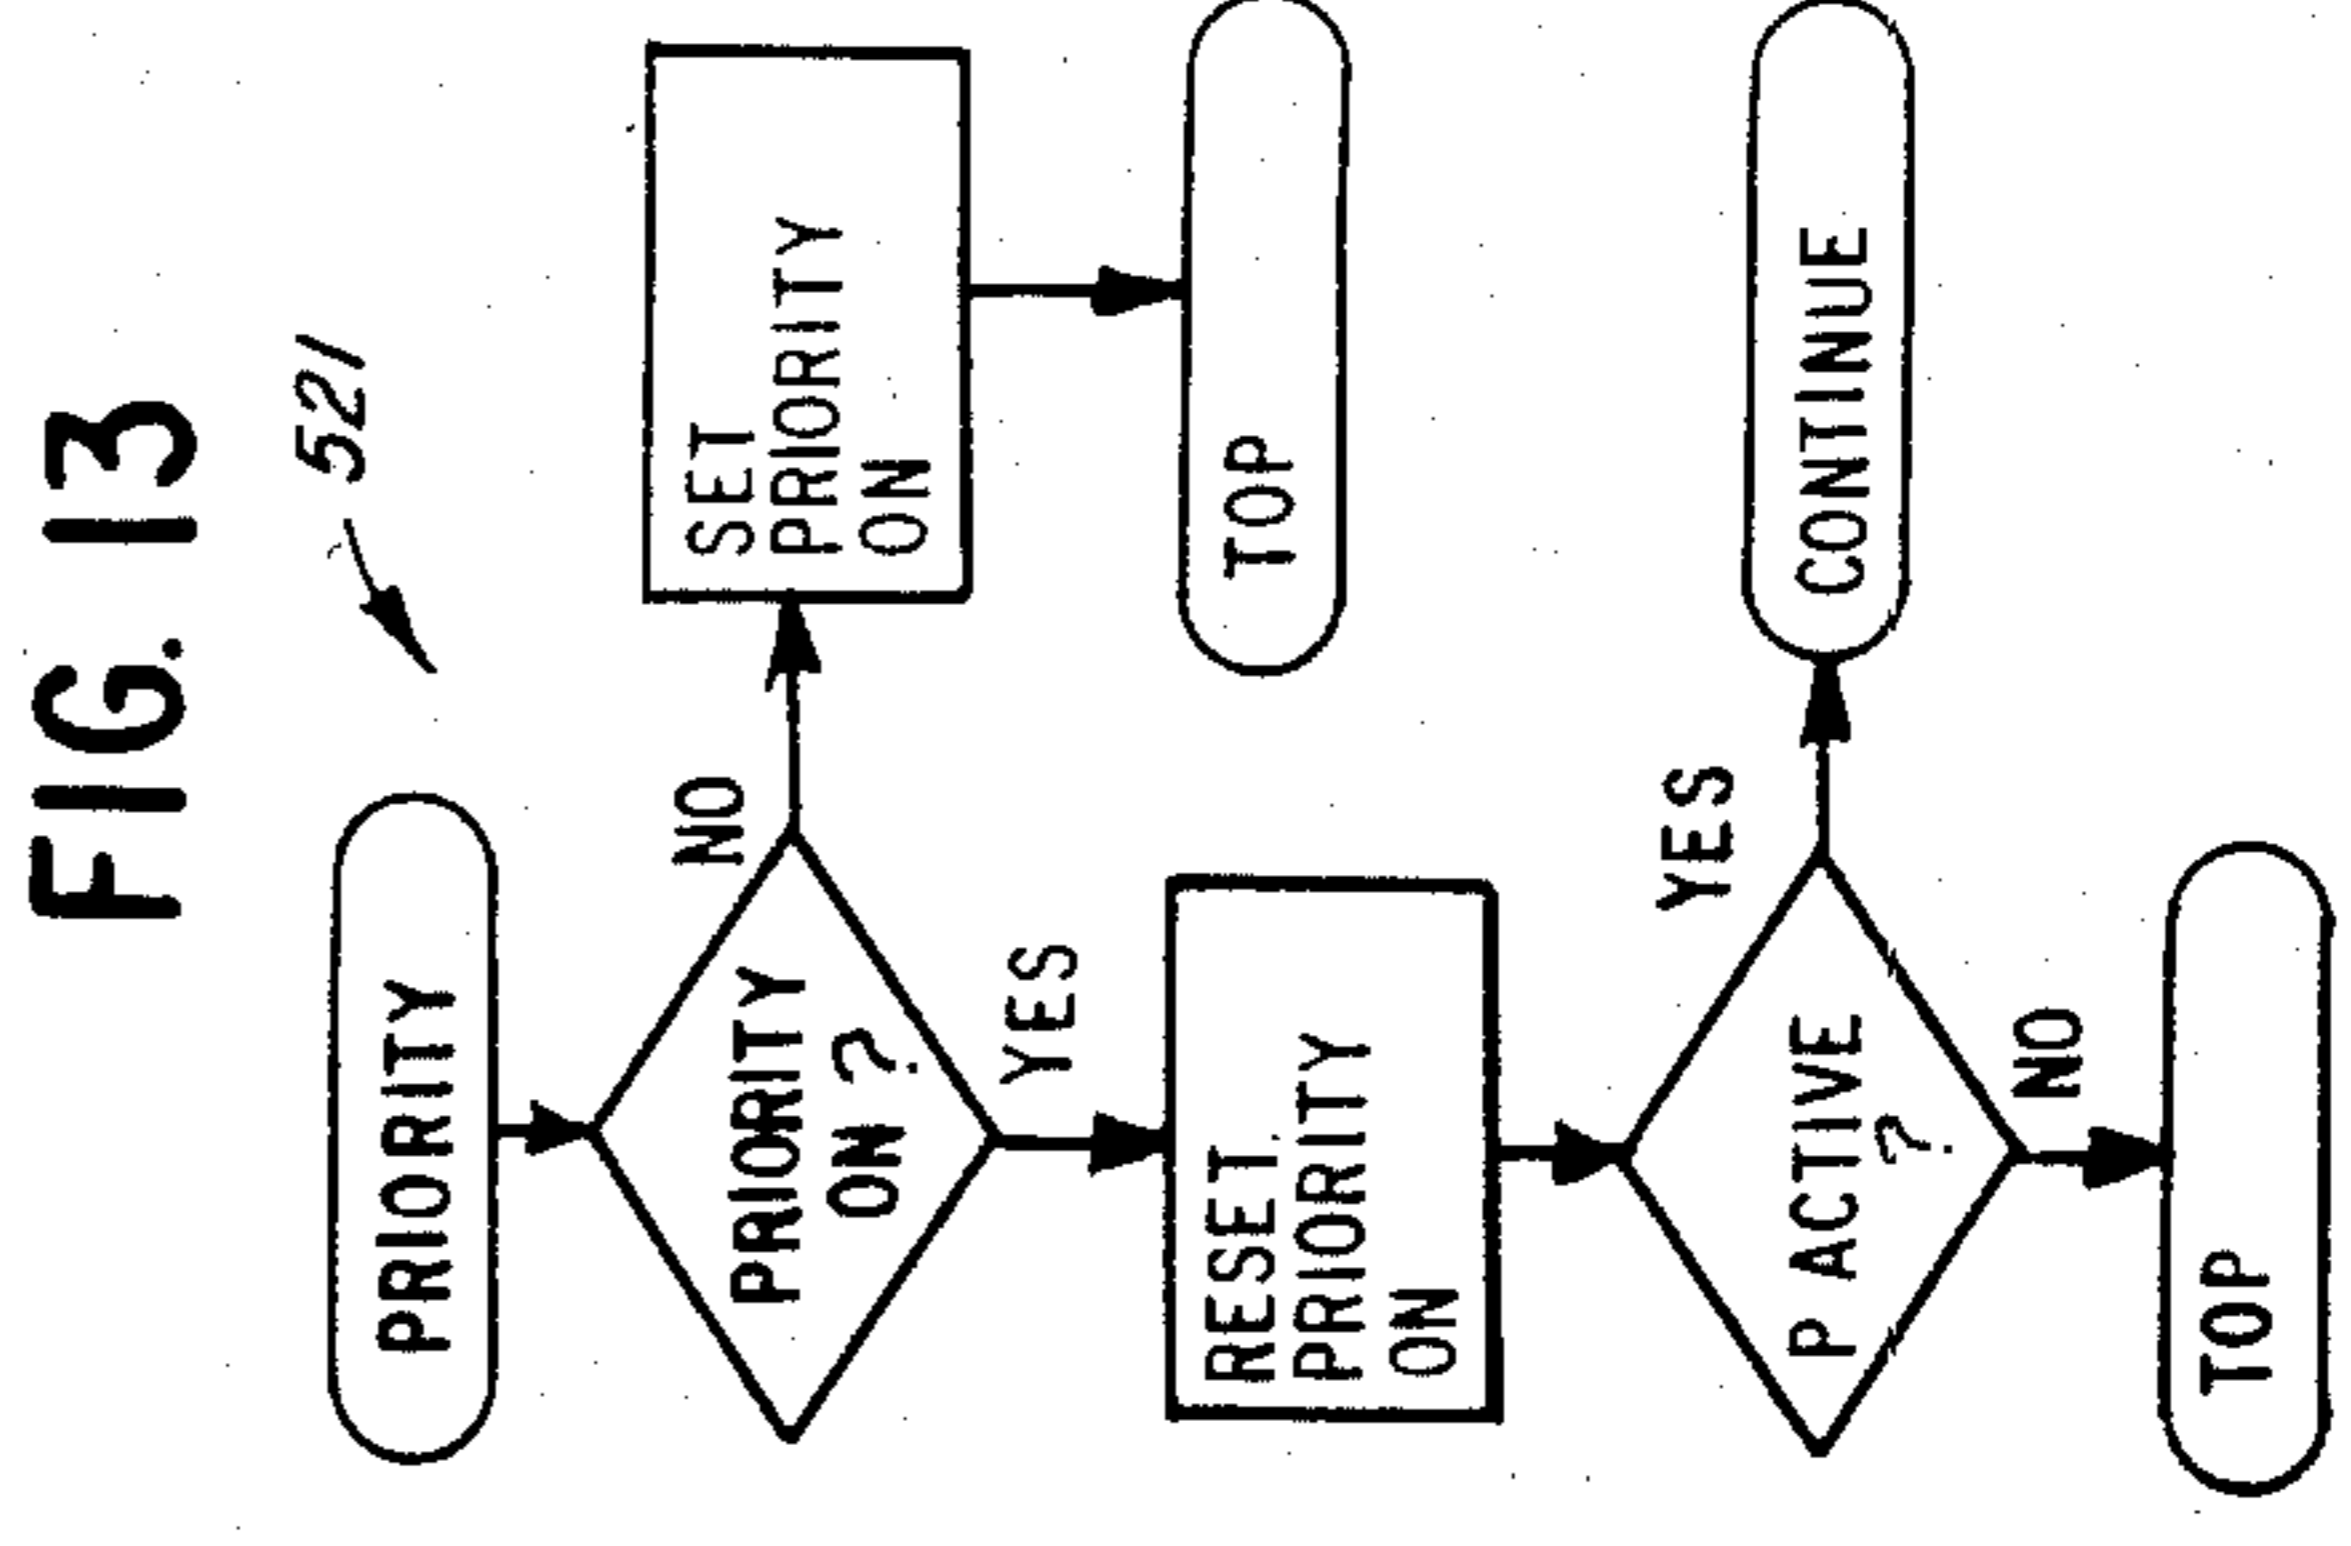 FIG. 13
521
PRIORITY
PRIORITY
ON ?
NO
SET
PRIORITY
ON
TOP
YES
RESET
PRIORITY
ON
P ACTIVE
?
YES
CONTINUE
NO
TOP